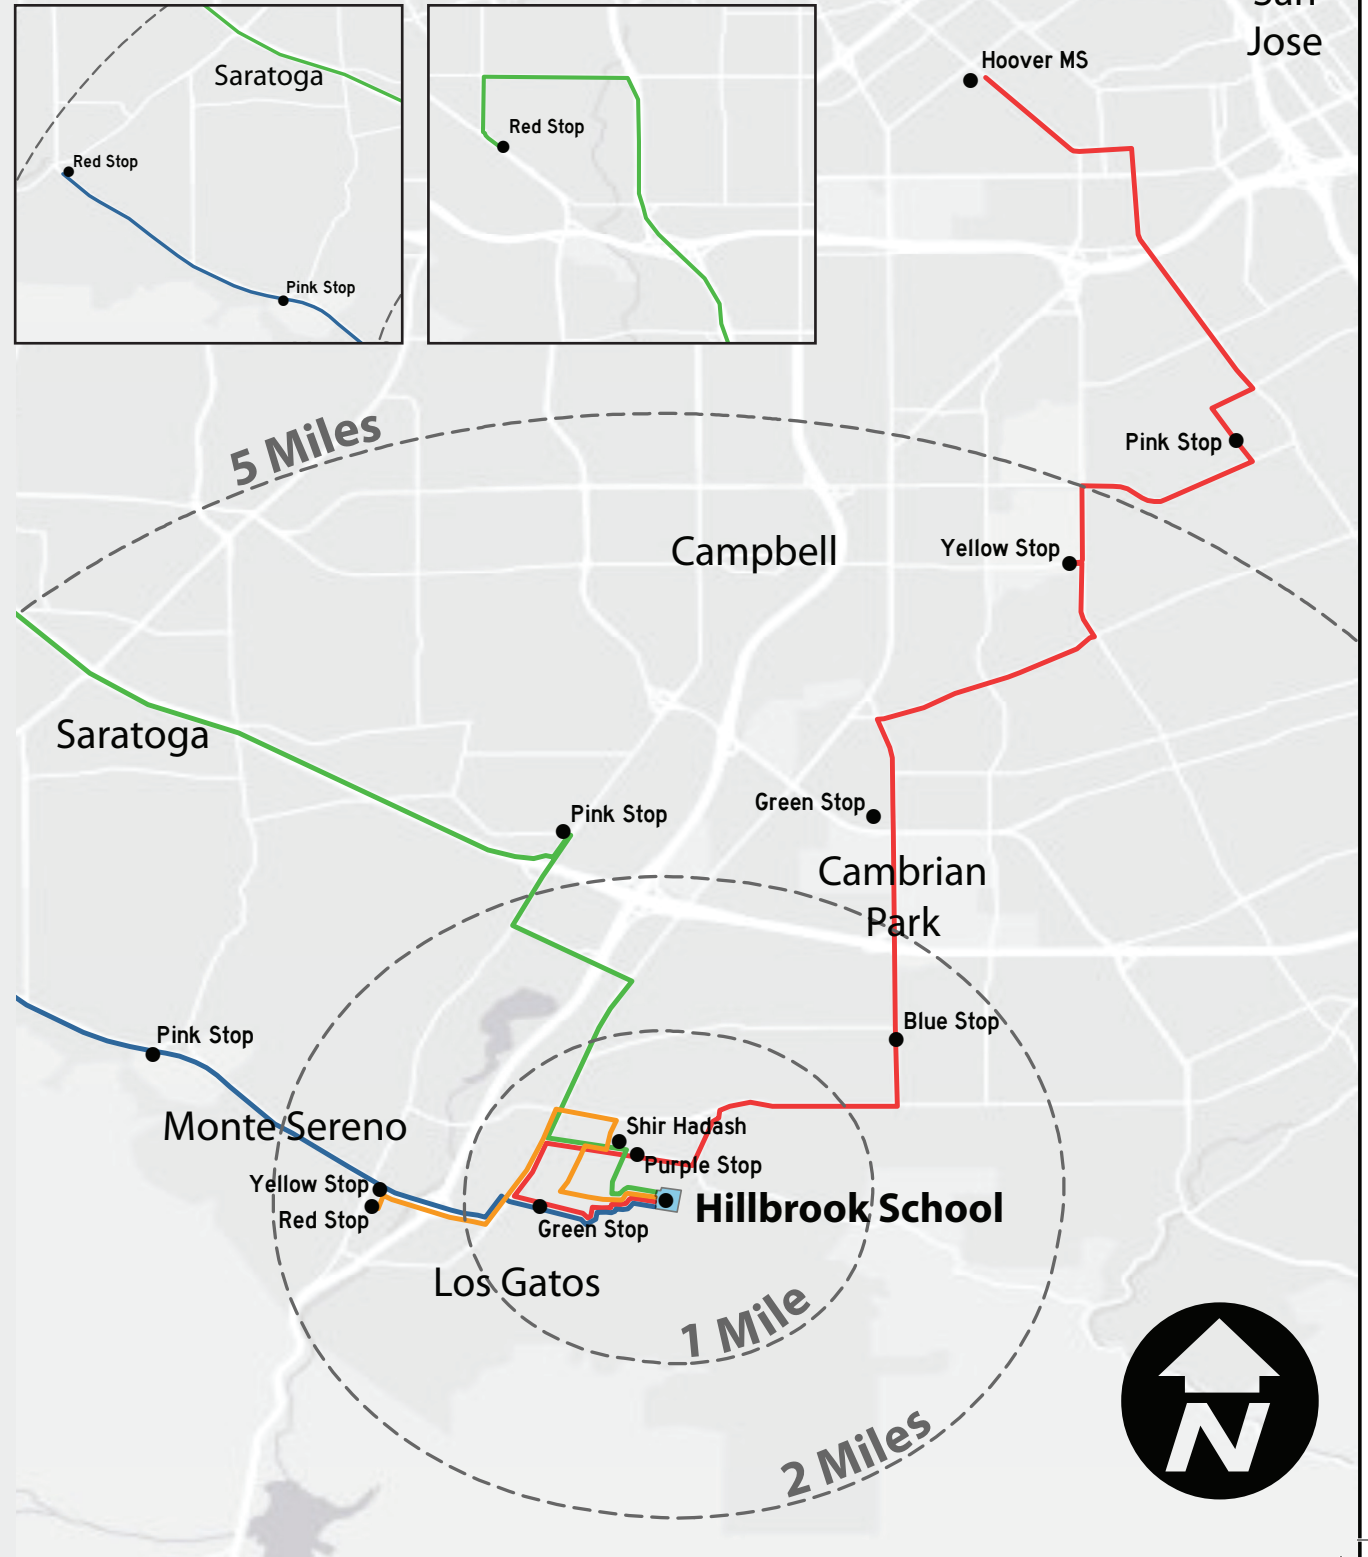 San
Jose
Hoover MS
Saratoga
Red Stop
Pink Stop
Red Stop
5 Miles
Pink Stop
Campbell
Yellow Stop
Saratoga
Pink Stop
Green Stop
Cambrian
Park
Blue Stop
Pink Stop
Monte Sereno
Shir Hadash
Purple Stop
Yellow Stop
Red Stop
Hillbrook School
Green Stop
Los Gatos
1 Mile
2 Miles
N